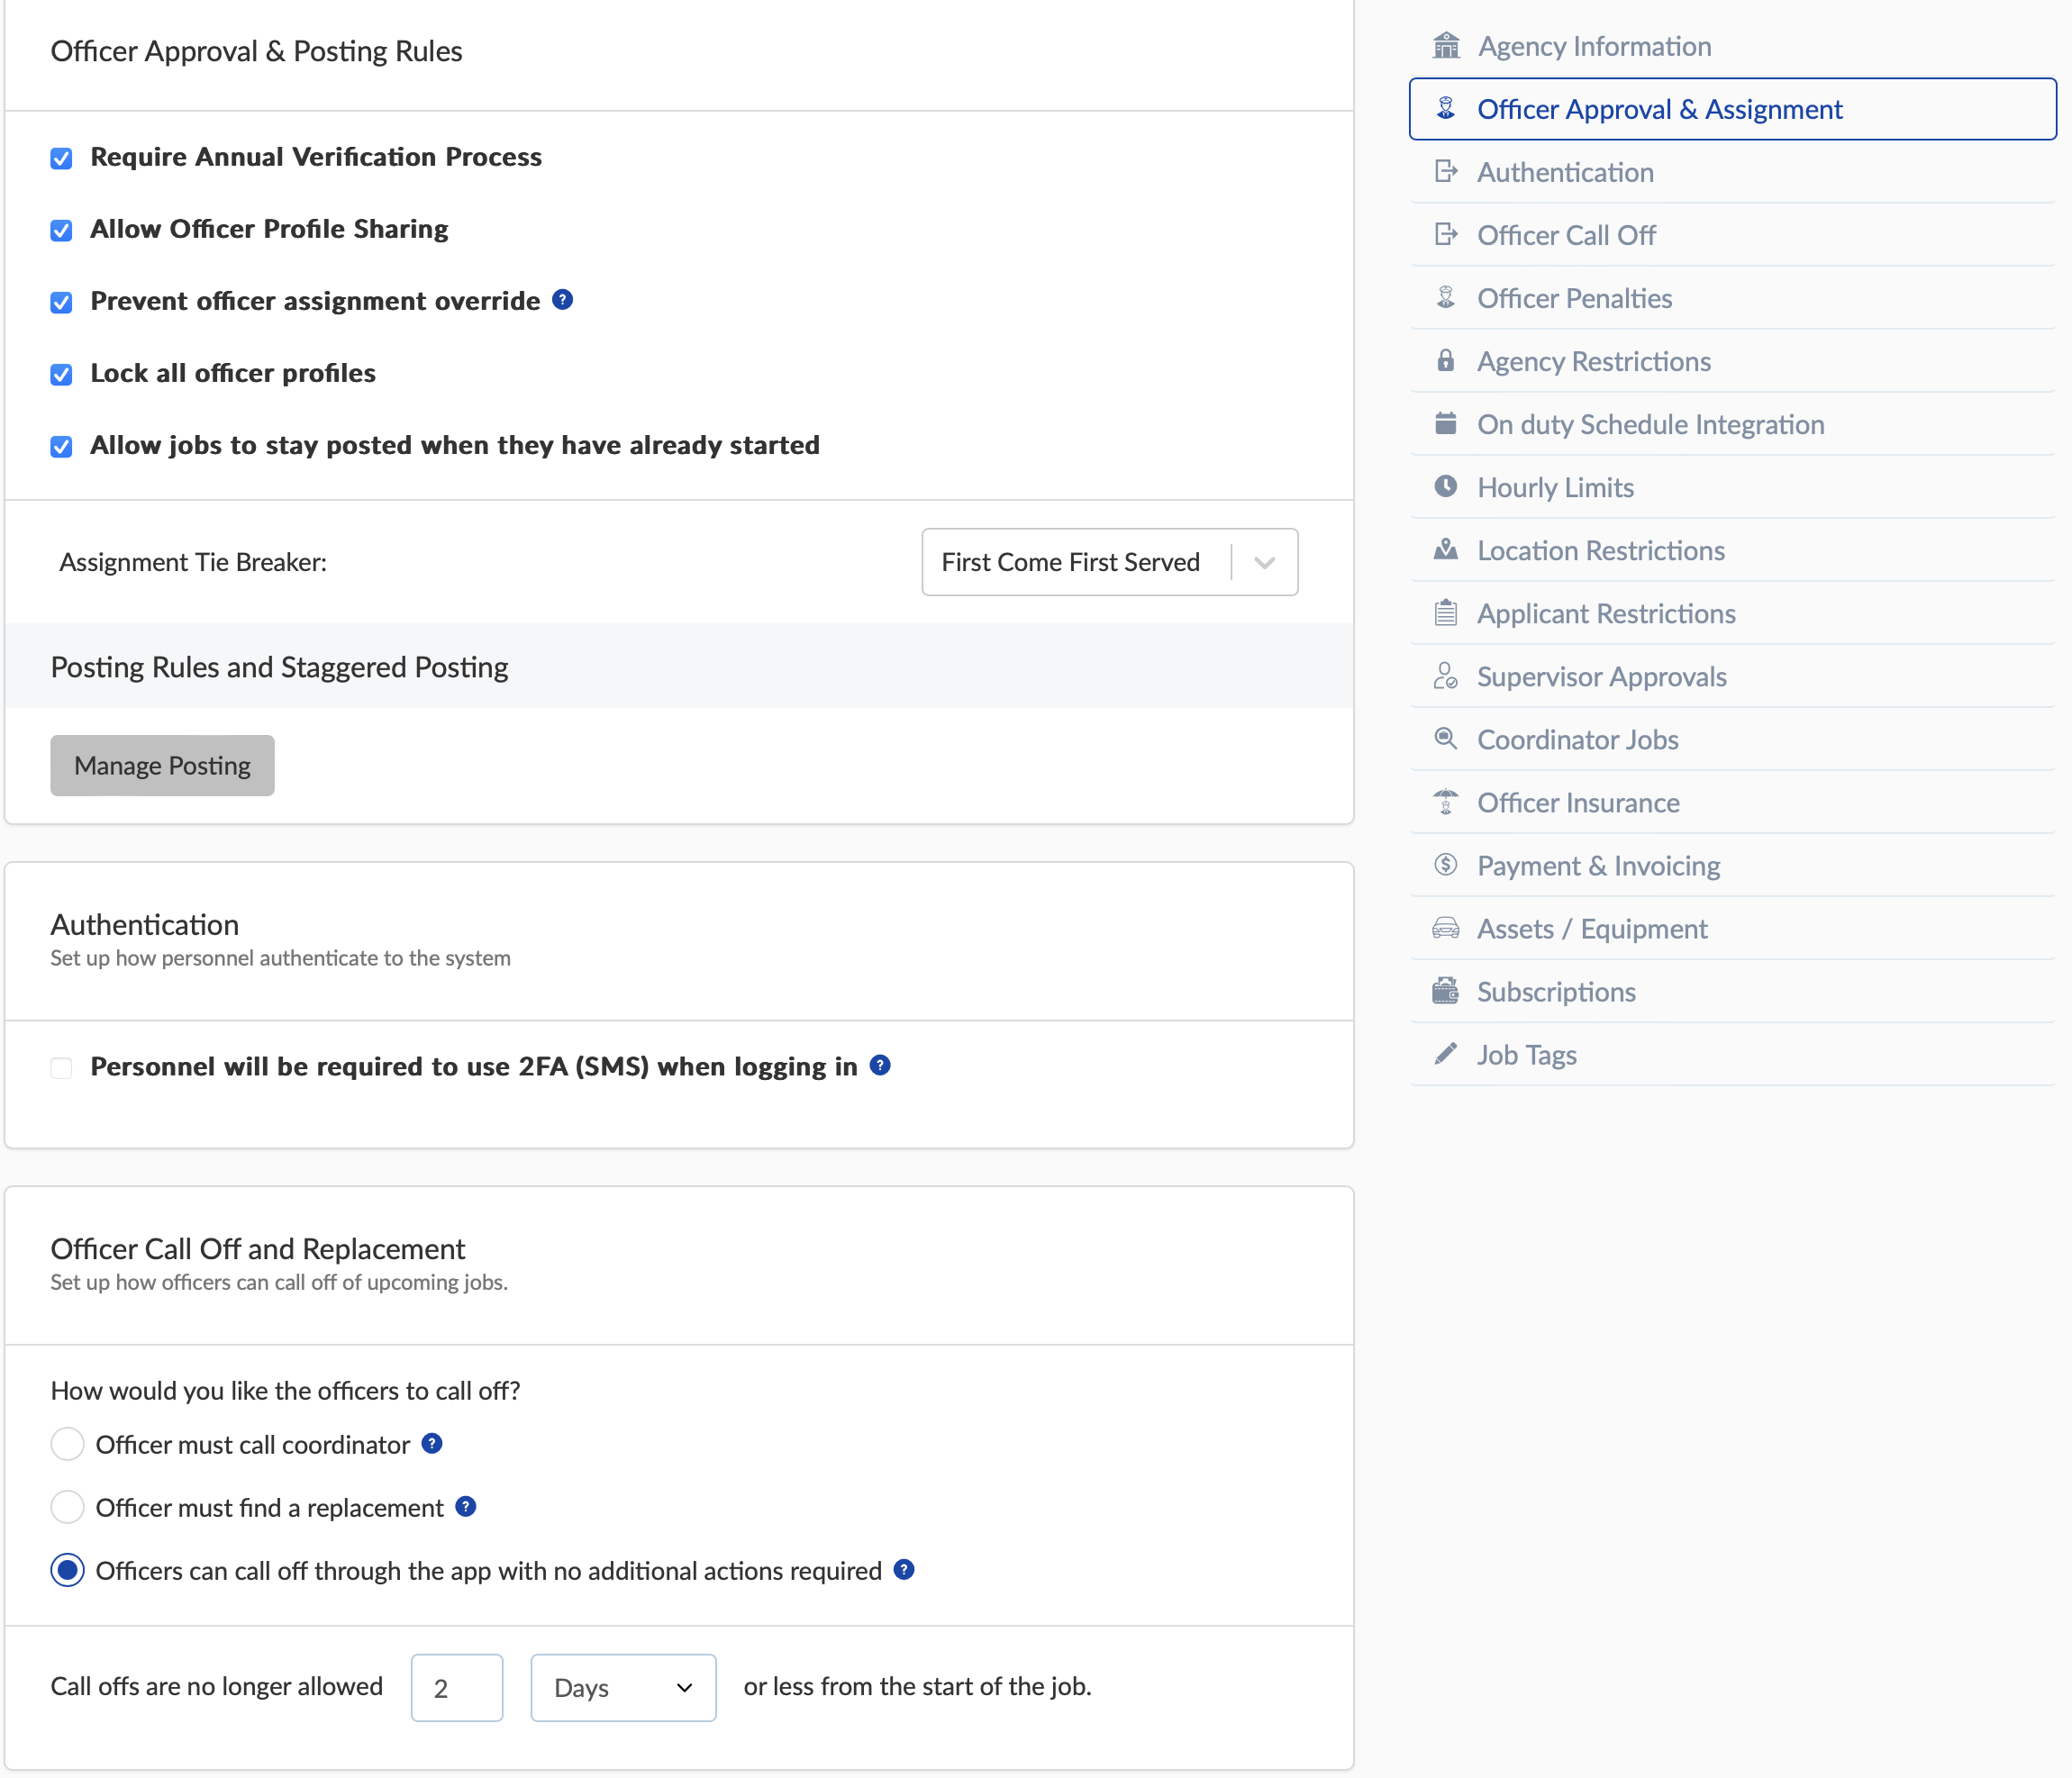 Officer Approval & Posting Rules
Require Annual Verification Process
Allow Officer Profile Sharing
Prevent officer assignment override ?
Lock all officer profiles
Allow jobs to stay posted when they have already started
Assignment Tie Breaker:
First Come First Served
Posting Rules and Staggered Posting
Manage Posting
Authentication
Set up how personnel authenticate to the system
Personnel will be required to use 2FA (SMS) when logging in ?
Officer Call Off and Replacement
Set up how officers can call off of upcoming jobs.
How would you like the officers to call off?
Officer must call coordinator ?
Officer must find a replacement ?
Officers can call off through the app with no additional actions required ?
Call offs are no longer allowed 2 Days or less from the start of the job.
Agency Information
Officer Approval & Assignment
Authentication
Officer Call Off
Officer Penalties
Agency Restrictions
On duty Schedule Integration
Hourly Limits
Location Restrictions
Applicant Restrictions
Supervisor Approvals
Coordinator Jobs
Officer Insurance
Payment & Invoicing
Assets / Equipment
Subscriptions
Job Tags